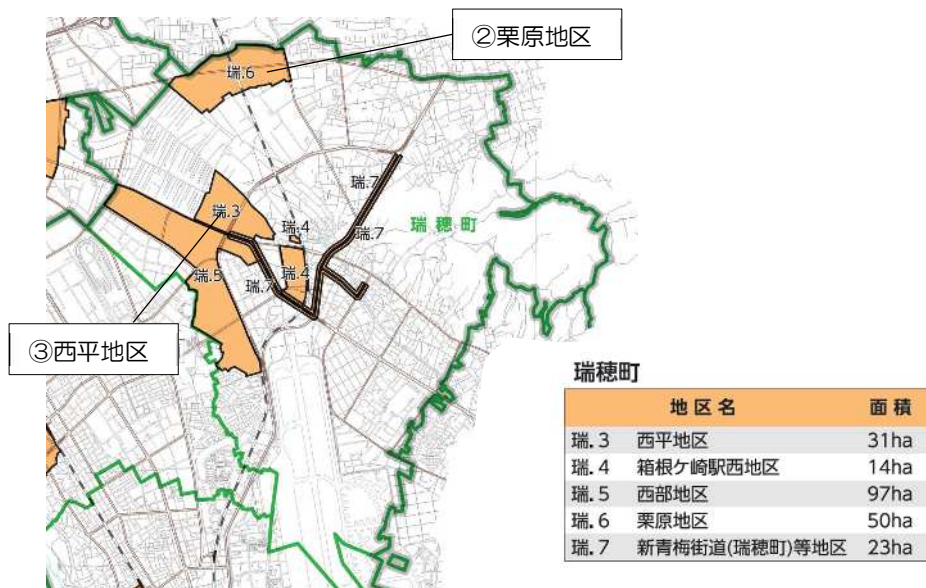 ②栗原地区
瑞.6
瑞.7
瑞.3
瑞.4
瑞.7
瑞穂町
瑞.5
瑞.7
瑞.4
③西平地区
瑞穂町
地区名 面積
瑞.3 西平地区 31ha
瑞.4 箱根ケ崎駅西地区 14ha
瑞.5 西部地区 97ha
瑞.6 栗原地区 50ha
瑞.7 新青梅街道(瑞穂町)等地区 23ha